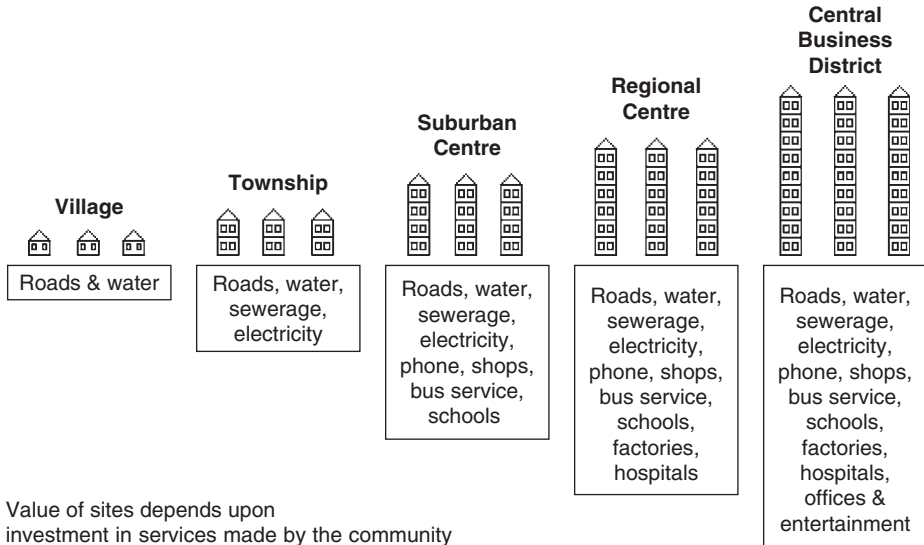 Village
Roads & water
Township
Roads, water,
sewerage,
electricity
Suburban
Centre
Roads, water,
sewerage,
electricity,
phone, shops,
bus service,
schools
Regional
Centre
Roads, water,
sewerage,
electricity,
phone, shops,
bus service,
schools,
factories,
hospitals
Central
Business
District
Roads, water,
sewerage,
electricity,
phone, shops,
bus service,
schools,
factories,
hospitals,
offices &
entertainment
Value of sites depends upon
investment in services made by the community